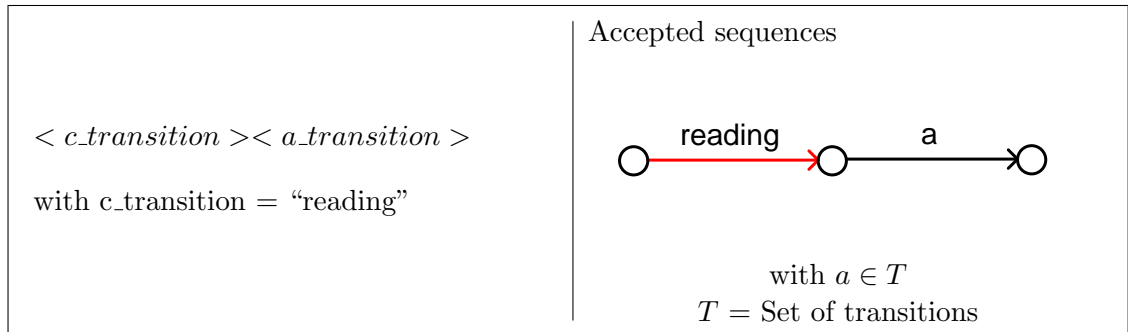 < c_transition >< a_transition >
with c_transition = “reading”
Accepted sequences
reading
a
with a ∈ T
T = Set of transitions